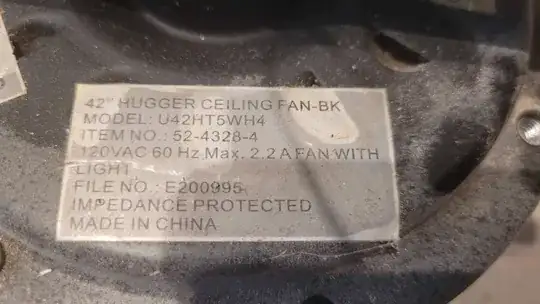 42" HUGGER CEILING FAN-BK
MODEL: U42HT5WH4
ITEM NO.: 52-4328-4
120VAC 60 Hz Max. 2.2 A FAN WITH
LIGHT
FILE NO.: E200995
IMPEDANCE PROTECTED
MADE IN CHINA